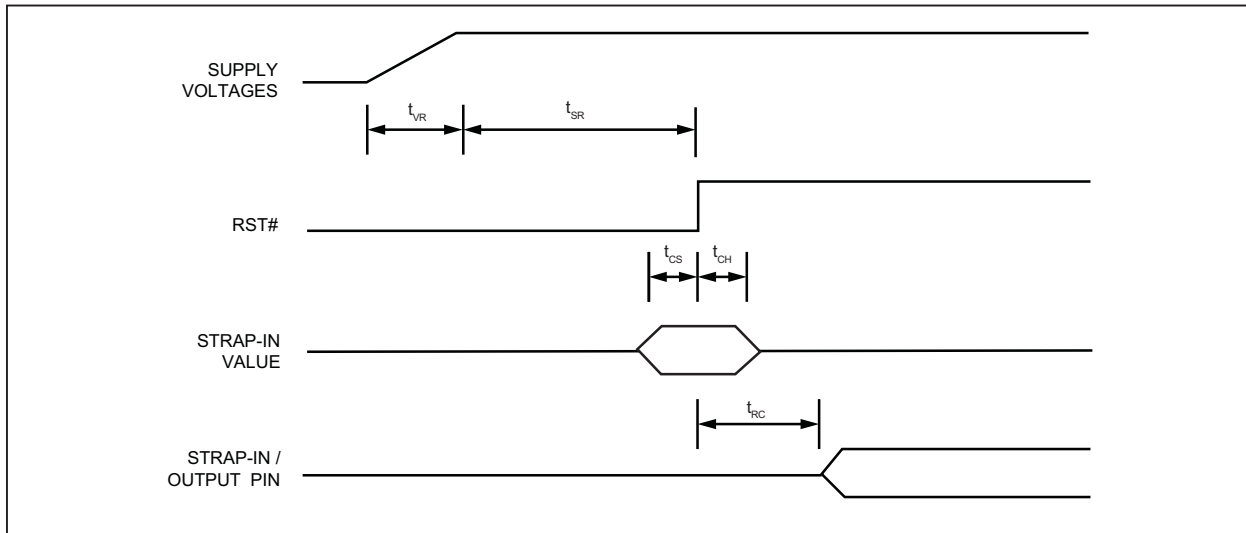 SUPPLY
VOLTAGES
tVR
tSR
RST#
tCS
tCH
STRAP-IN
VALUE
tRC
STRAP-IN /
OUTPUT PIN